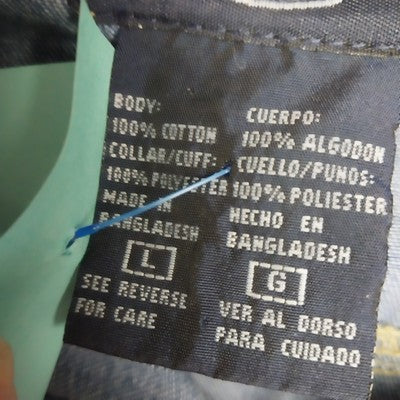 BODY:
100% COTTON
COLLAR/CUFF:
100% POLYESTER
MADE IN
BANGLADESH
L
SEE REVERSE
FOR CARE
CUERPO:
100% ALGODON
CUELLO/PUNOS:
100% POLIESTER
HECHO EN
BANGLADESH
G
VER AL DORSO
PARA CUIDADO